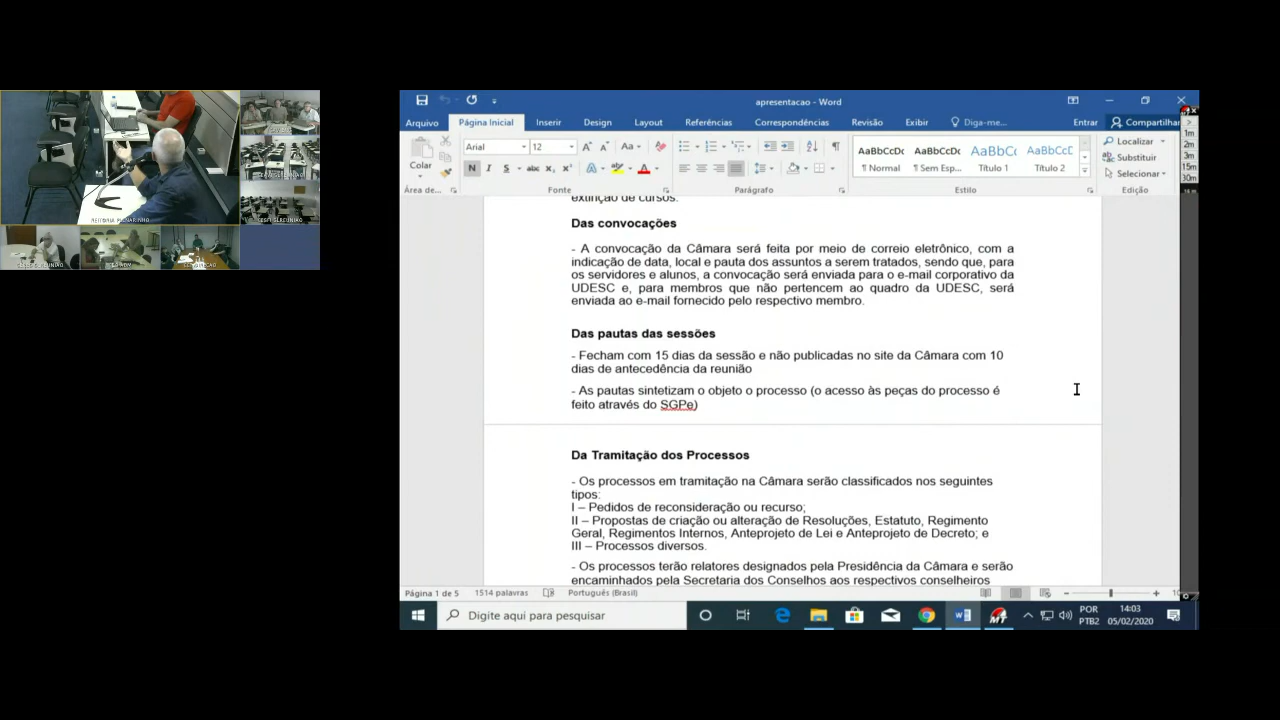 apresentacao - Word
Arquivo
Página Inicial
Inserir
Design
Layout
Referências
Correspondências
Revisão
Exibir
Diga-me...
Entrar
Compartilhar
Colar
Arial
12
Aa
N
I
S
abc
x₂
x²
A
AaBbCcDc
AaBbCcDc
AaBbCc
AaBbCcD
¶ Normal
¶ Sem Esp...
Título 1
Título 2
Localizar
Substituir
Selecionar
Área de...
Fonte
Parágrafo
Estilo
Edição
1m
2m
3m
15m
30m
extinção de cursos.
Das convocações
- A convocação da Câmara será feita por meio de correio eletrônico, com a
indicação de data, local e pauta dos assuntos a serem tratados, sendo que, para
os servidores e alunos, a convocação será enviada para o e-mail corporativo da
UDESC e, para membros que não pertencem ao quadro da UDESC, será
enviada ao e-mail fornecido pelo respectivo membro.
Das pautas das sessões
- Fecham com 15 dias da sessão e não publicadas no site da Câmara com 10
dias de antecedência da reunião
- As pautas sintetizam o objeto o processo (o acesso às peças do processo é
feito através do SGPe)
Da Tramitação dos Processos
- Os processos em tramitação na Câmara serão classificados nos seguintes
tipos:
I – Pedidos de reconsideração ou recurso;
II – Propostas de criação ou alteração de Resoluções, Estatuto, Regimento
Geral, Regimentos Internos, Anteprojeto de Lei e Anteprojeto de Decreto; e
III – Processos diversos.
- Os processos terão relatores designados pela Presidência da Câmara e serão
encaminhados pela Secretaria dos Conselhos aos respectivos conselheiros
Página 1 de 5
1514 palavras
Português (Brasil)
Digite aqui para pesquisar
POR
PTB2
14:03
05/02/2020